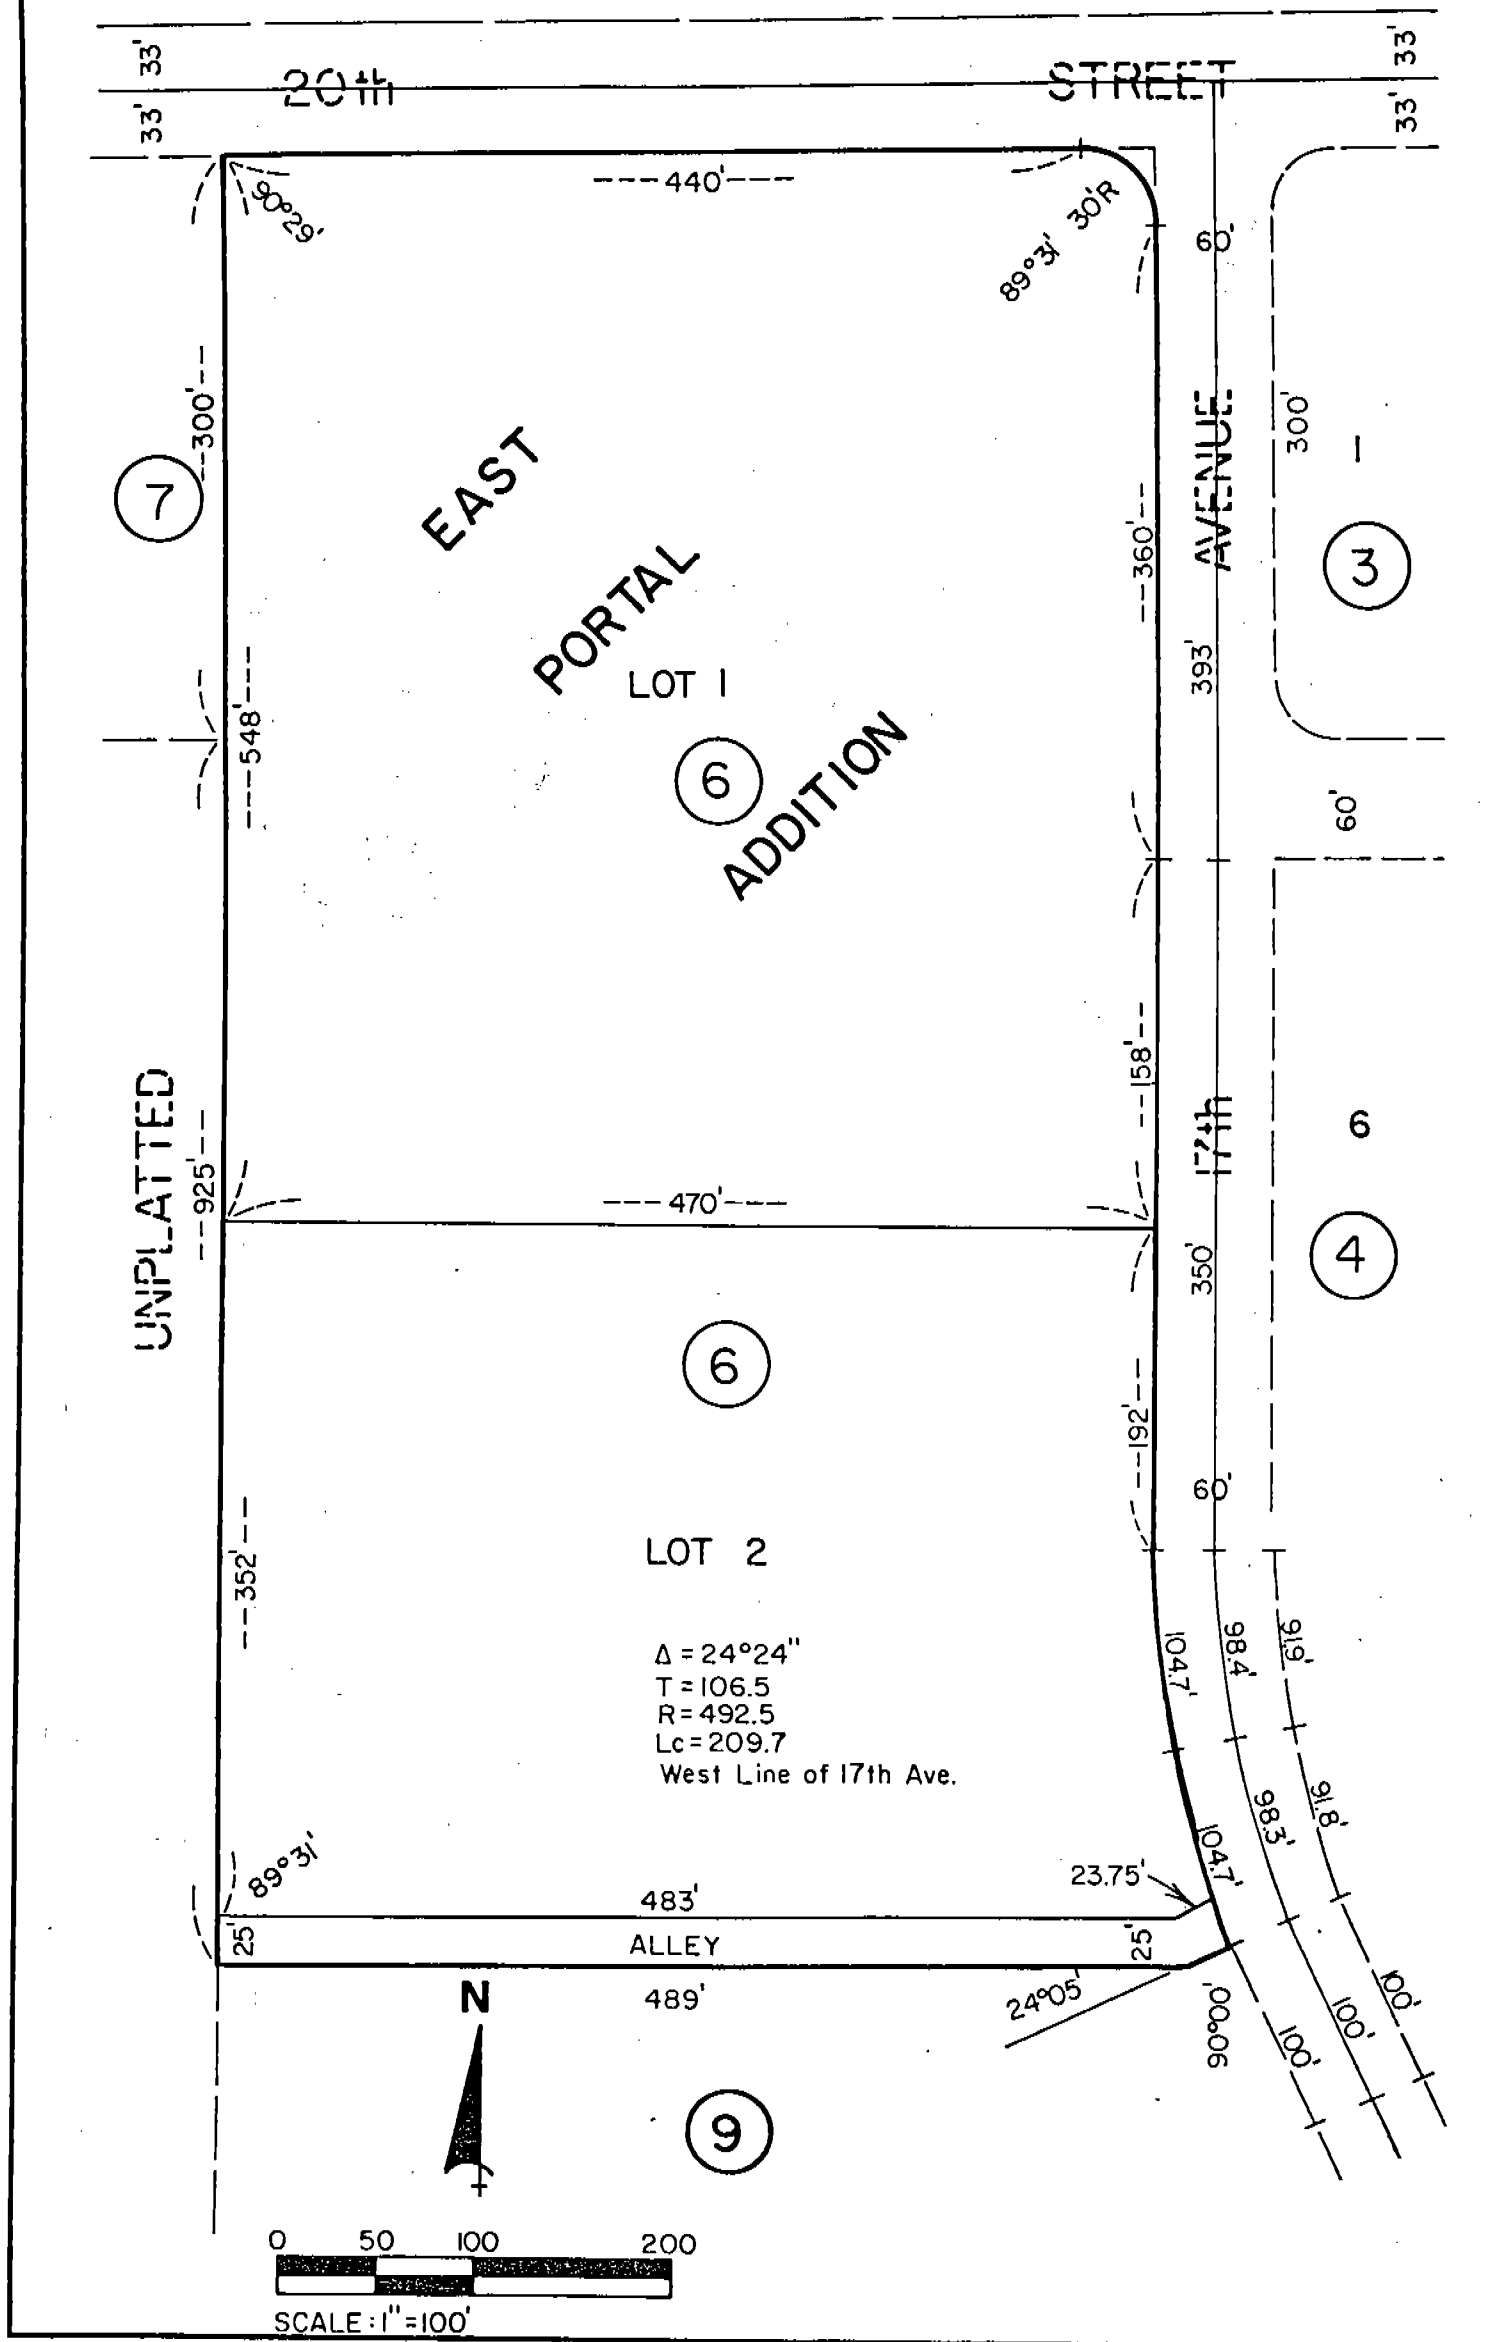 33'
33'
20th
STREET
33'
33'
440'
90°29'
89°31'
30'R
60'
300'
7
EAST
PORTAL
ADDITION
360'
AVENUE
300'
1
3
393'
548'
LOT 1
6
60'
158'
17th
6
UNPLATTED
925'
470'
350'
4
6
192'
60'
352'
LOT 2
Δ = 24°24"
T = 106.5
R = 492.5
Lc = 209.7
West Line of 17th Ave.
104.7'
98.4'
91.9'
104.7'
98.3'
91.8'
89°31'
23.75'
483'
25'
ALLEY
25'
N
489'
24°05'
90°00'
100'
100'
100'
9
0 50 100 200
SCALE: 1"=100'